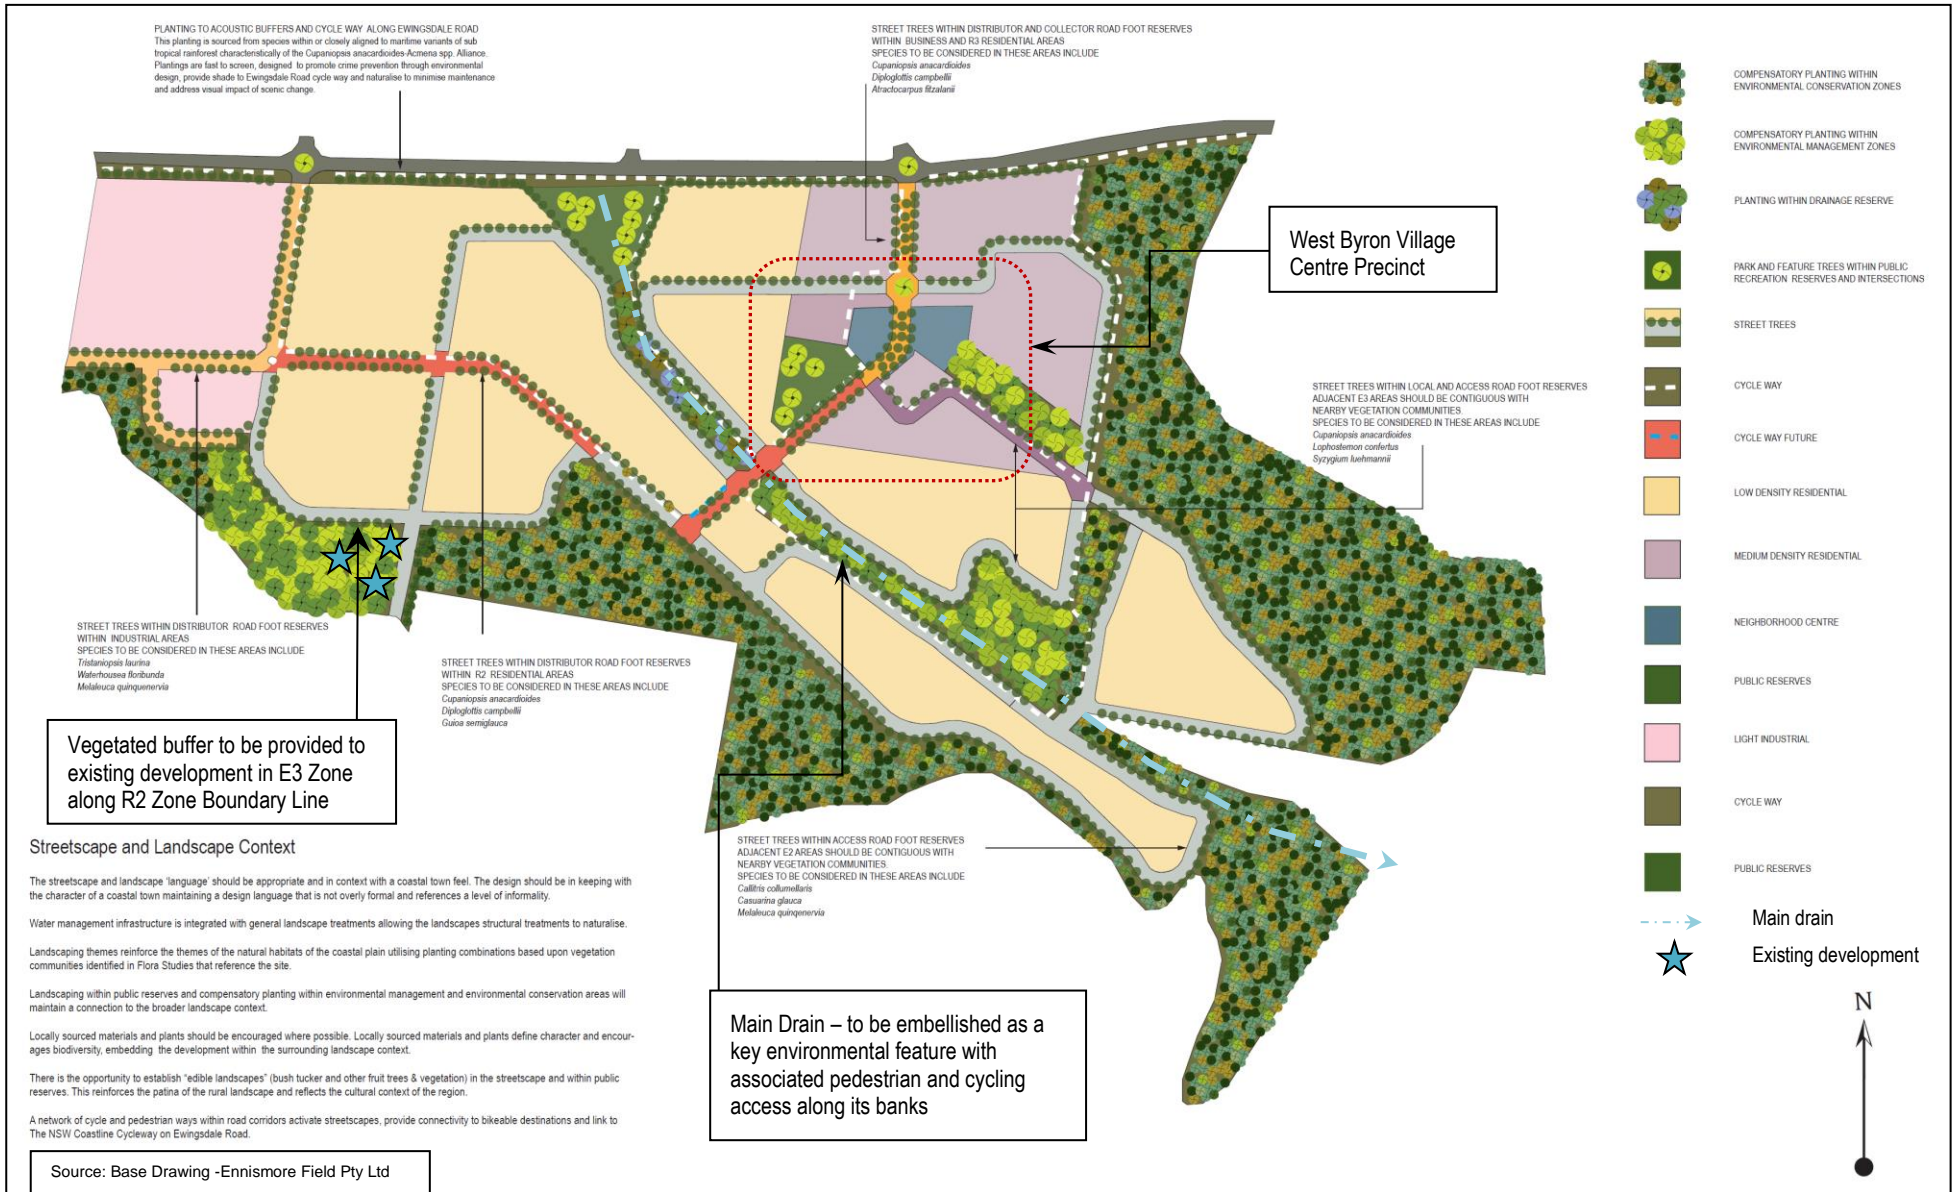 PLANTING TO ACOUSTIC BUFFERS AND CYCLE WAY ALONG EWINGSDALE ROAD
This planting is sourced from species within or closely aligned to maritime variants of sub
tropical rainforest characteristically of the Cupaniopsis anacardioides-Acmena spp. Alliance.
Plantings are fast to screen, designed to promote crime prevention through environmental
design, provide shade to Ewingsdale Road cycle way and naturalise to minimise maintenance
and address visual impact of scenic change.
STREET TREES WITHIN DISTRIBUTOR AND COLLECTOR ROAD FOOT RESERVES
WITHIN BUSINESS AND R3 RESIDENTIAL AREAS
SPECIES TO BE CONSIDERED IN THESE AREAS INCLUDE
Cupaniopsis anacardioides
Diploglottis campbellii
Atractocarpus fitzalanii
West Byron Village
Centre Precinct
STREET TREES WITHIN LOCAL AND ACCESS ROAD FOOT RESERVES
ADJACENT E3 AREAS SHOULD BE CONTIGUOUS WITH
NEARBY VEGETATION COMMUNITIES.
SPECIES TO BE CONSIDERED IN THESE AREAS INCLUDE
Cupaniopsis anacardioides
Lophostemon confertus
Syzygium luehmannii
STREET TREES WITHIN DISTRIBUTOR ROAD FOOT RESERVES
WITHIN INDUSTRIAL AREAS
SPECIES TO BE CONSIDERED IN THESE AREAS INCLUDE
Tristaniopsis laurina
Waterhousea floribunda
Melaleuca quinquenervia
STREET TREES WITHIN DISTRIBUTOR ROAD FOOT RESERVES
WITHIN R2 RESIDENTIAL AREAS
SPECIES TO BE CONSIDERED IN THESE AREAS INCLUDE
Cupaniopsis anacardioides
Diploglottis campbellii
Guioa semiglauca
Vegetated buffer to be provided to
existing development in E3 Zone
along R2 Zone Boundary Line
STREET TREES WITHIN ACCESS ROAD FOOT RESERVES
ADJACENT E2 AREAS SHOULD BE CONTIGUOUS WITH
NEARBY VEGETATION COMMUNITIES.
SPECIES TO BE CONSIDERED IN THESE AREAS INCLUDE
Callitris collumellaris
Casuarina glauca
Melaleuca quinqenervia
Main Drain – to be embellished as a
key environmental feature with
associated pedestrian and cycling
access along its banks
Streetscape and Landscape Context
The streetscape and landscape 'language' should be appropriate and in context with a coastal town feel. The design should be in keeping with
the character of a coastal town maintaining a design language that is not overly formal and references a level of informality.
Water management infrastructure is integrated with general landscape treatments allowing the landscapes structural treatments to naturalise.
Landscaping themes reinforce the themes of the natural habitats of the coastal plain utilising planting combinations based upon vegetation
communities identified in Flora Studies that reference the site.
Landscaping within public reserves and compensatory planting within environmental management and environmental conservation areas will
maintain a connection to the broader landscape context.
Locally sourced materials and plants should be encouraged where possible. Locally sourced materials and plants define character and encour-
ages biodiversity, embedding the development within the surrounding landscape context.
There is the opportunity to establish "edible landscapes" (bush tucker and other fruit trees & vegetation) in the streetscape and within public
reserves. This reinforces the patina of the rural landscape and reflects the cultural context of the region.
A network of cycle and pedestrian ways within road corridors activate streetscapes, provide connectivity to bikeable destinations and link to
The NSW Coastline Cycleway on Ewingsdale Road.
Source: Base Drawing -Ennismore Field Pty Ltd
COMPENSATORY PLANTING WITHIN
ENVIRONMENTAL CONSERVATION ZONES
COMPENSATORY PLANTING WITHIN
ENVIRONMENTAL MANAGEMENT ZONES
PLANTING WITHIN DRAINAGE RESERVE
PARK AND FEATURE TREES WITHIN PUBLIC
RECREATION RESERVES AND INTERSECTIONS
STREET TREES
CYCLE WAY
CYCLE WAY FUTURE
LOW DENSITY RESIDENTIAL
MEDIUM DENSITY RESIDENTIAL
NEIGHBORHOOD CENTRE
PUBLIC RESERVES
LIGHT INDUSTRIAL
CYCLE WAY
PUBLIC RESERVES
Main drain
Existing development
N